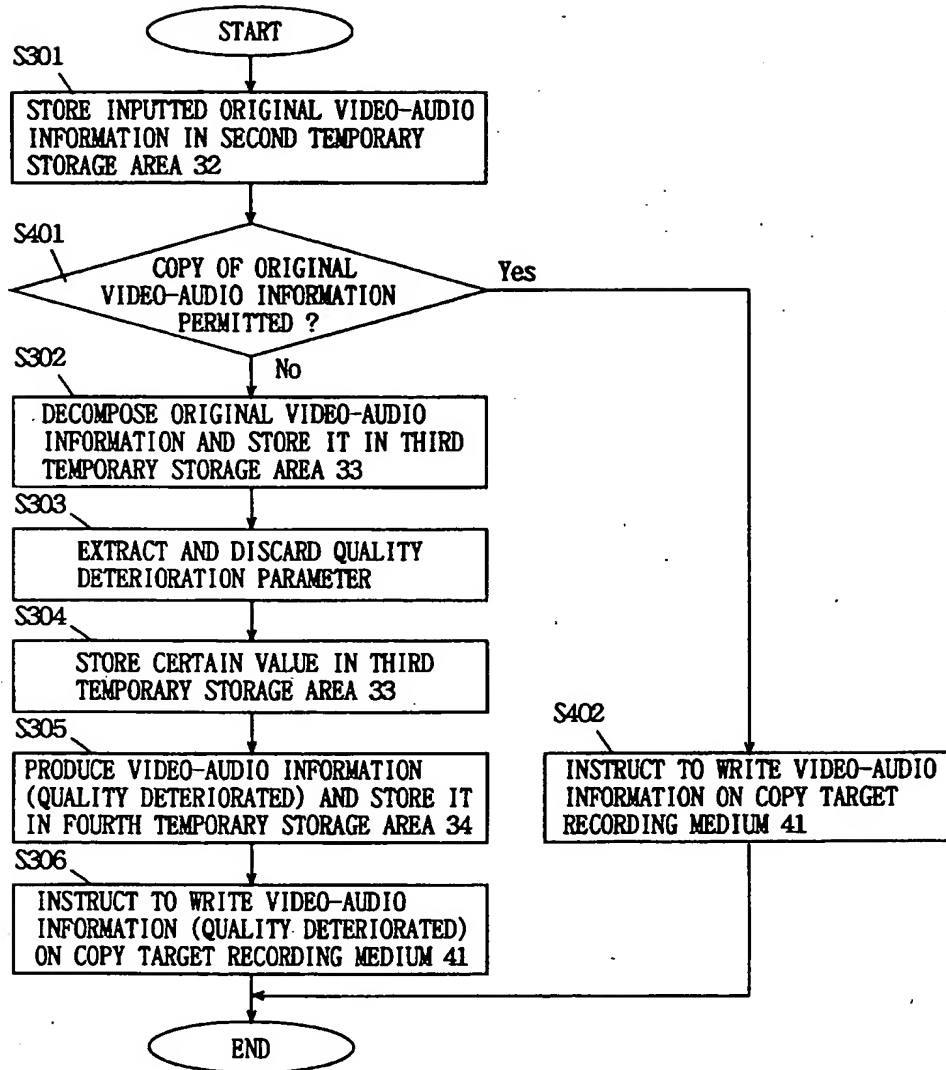 START
S301
STORE INPUTTED ORIGINAL VIDEO-AUDIO
INFORMATION IN SECOND TEMPORARY
STORAGE AREA 32
S401
COPY OF ORIGINAL
VIDEO-AUDIO INFORMATION
PERMITTED ?
Yes
No
S302
DECOMPOSE ORIGINAL VIDEO-AUDIO
INFORMATION AND STORE IT IN THIRD
TEMPORARY STORAGE AREA 33
S303
EXTRACT AND DISCARD QUALITY
DETERIORATION PARAMETER
S304
STORE CERTAIN VALUE IN THIRD
TEMPORARY STORAGE AREA 33
S305
PRODUCE VIDEO-AUDIO INFORMATION
(QUALITY DETERIORATED) AND STORE IT
IN FOURTH TEMPORARY STORAGE AREA 34
S402
INSTRUCT TO WRITE VIDEO-AUDIO
INFORMATION ON COPY TARGET
RECORDING MEDIUM 41
S306
INSTRUCT TO WRITE VIDEO-AUDIO
INFORMATION (QUALITY DETERIORATED)
ON COPY TARGET RECORDING MEDIUM 41
END